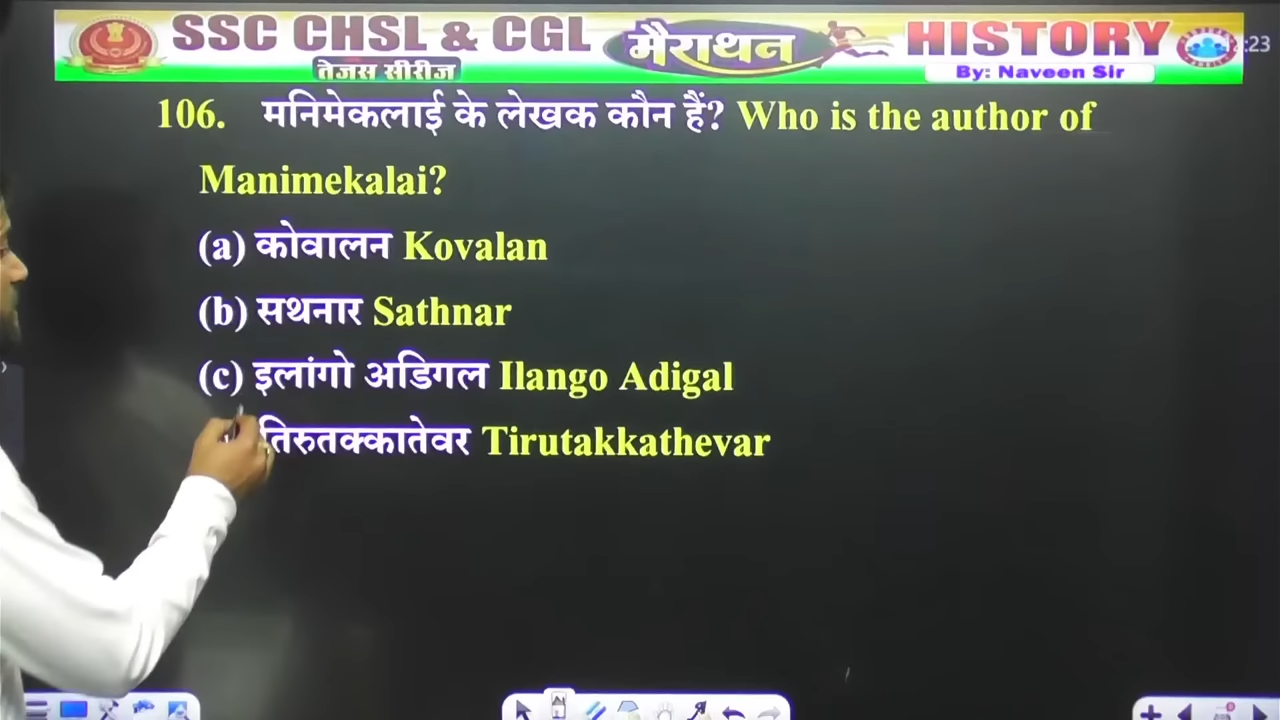 SSC CHSL & CGL मैराथन HISTORY
तेजस सीरीज By: Naveen Sir
106. मनिमेकलाई के लेखक कौन हैं? Who is the author of
Manimekalai?
(a) कोवालन Kovalan
(b) सथनार Sathnar
(c) इलांगो अडिगल Ilango Adigal
तिरुतक्कातेवर Tirutakkathevar